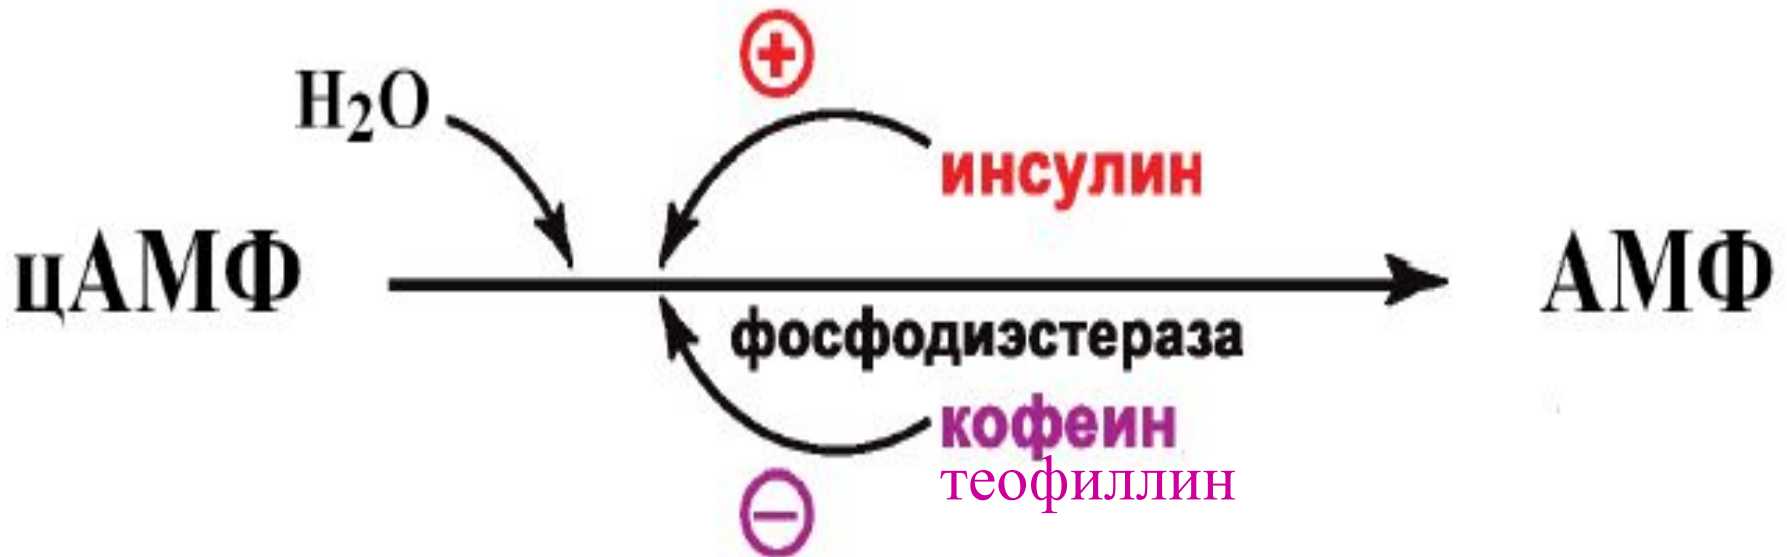 +
H₂O
инсулин
цАМФ
АМФ
фосфодиэстераза
кофеин
теофиллин
−